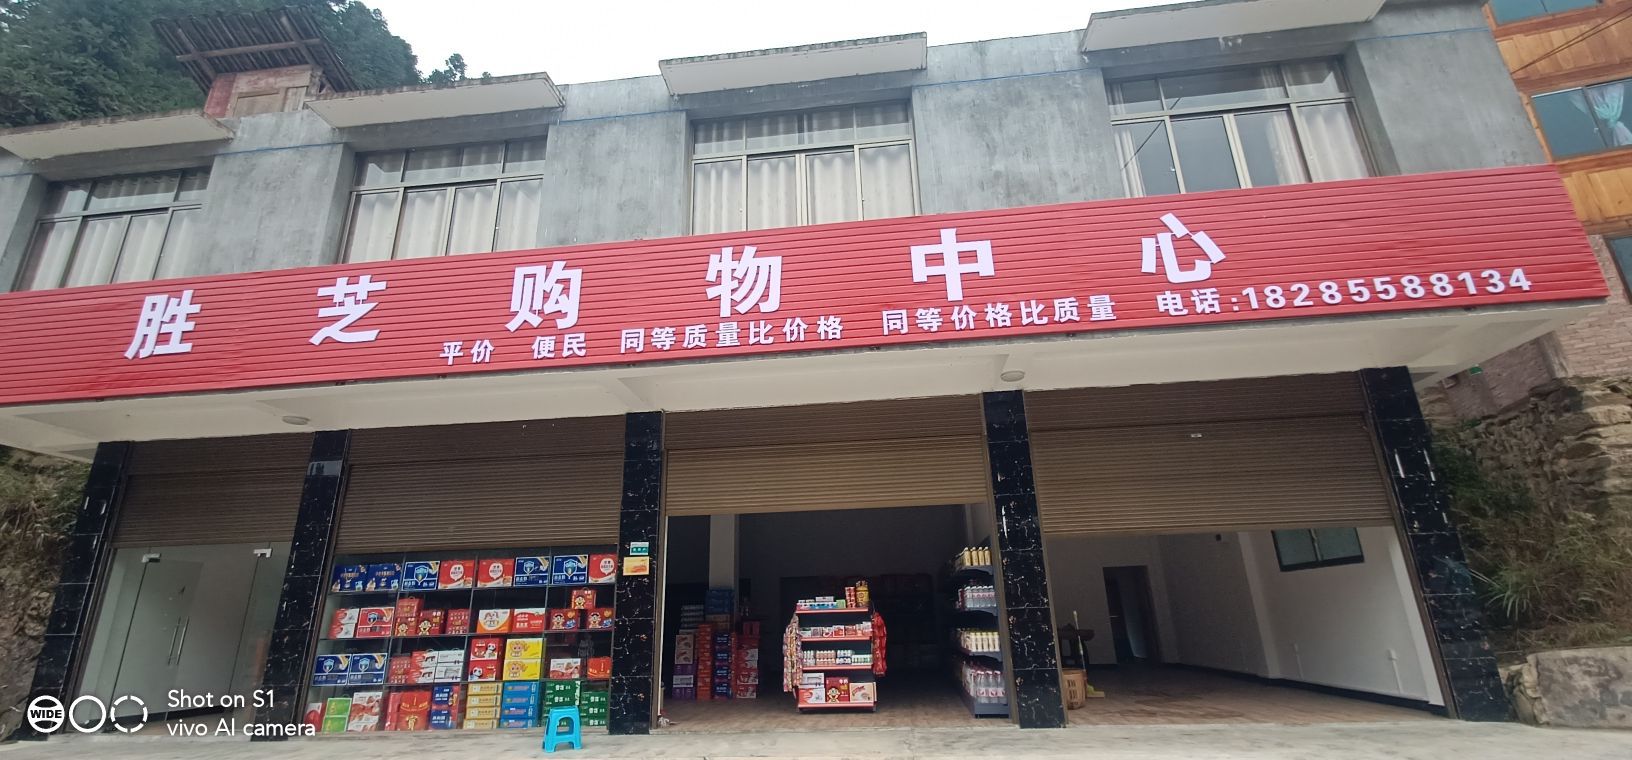 胜芝购物中心
平价 便民 同等质量比价格 同等价格比质量 电话:18285588134
WIDE
Shot on S1
vivo AI camera